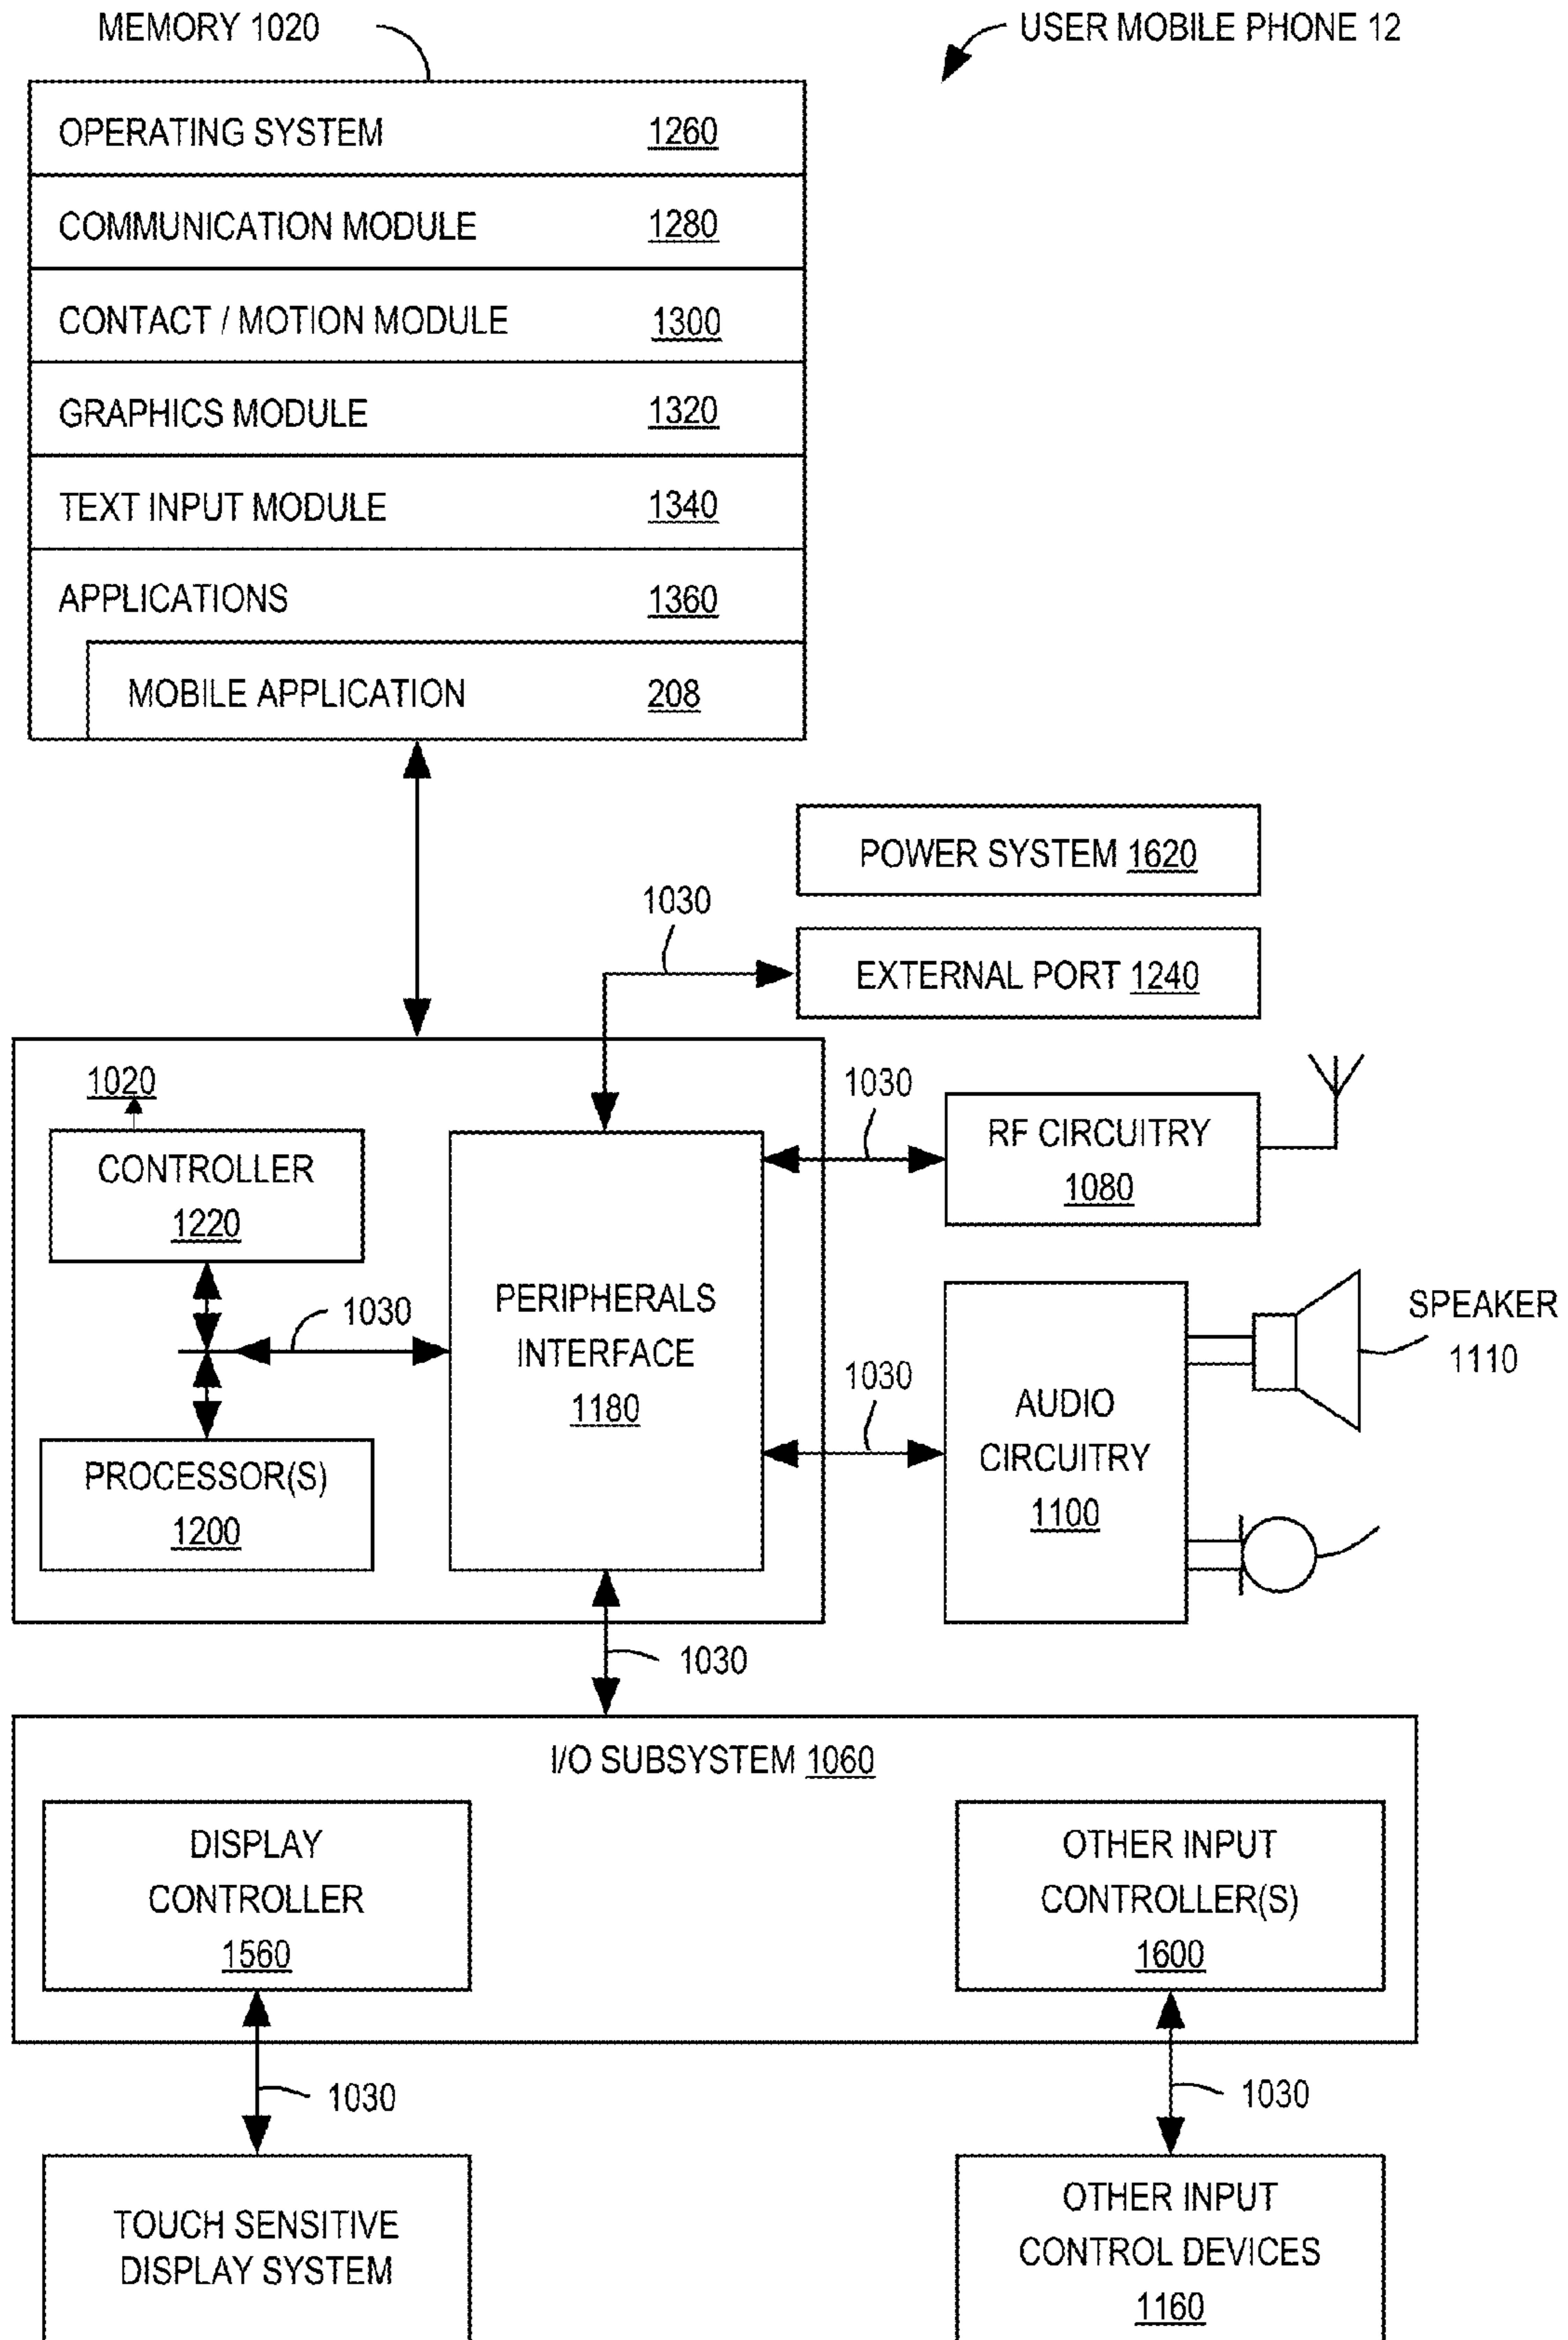 MEMORY 1020
USER MOBILE PHONE 12
OPERATING SYSTEM 1260
COMMUNICATION MODULE 1280
CONTACT / MOTION MODULE 1300
GRAPHICS MODULE 1320
TEXT INPUT MODULE 1340
APPLICATIONS 1360
MOBILE APPLICATION 208
POWER SYSTEM 1620
1030
EXTERNAL PORT 1240
1020
CONTROLLER
1220
1030
PROCESSOR(S)
1200
PERIPHERALS
INTERFACE
1180
1030
RF CIRCUITRY
1080
1030
AUDIO
CIRCUITRY
1100
SPEAKER
1110
1030
I/O SUBSYSTEM 1060
DISPLAY
CONTROLLER
1560
OTHER INPUT
CONTROLLER(S)
1600
1030
1030
TOUCH SENSITIVE
DISPLAY SYSTEM
OTHER INPUT
CONTROL DEVICES
1160